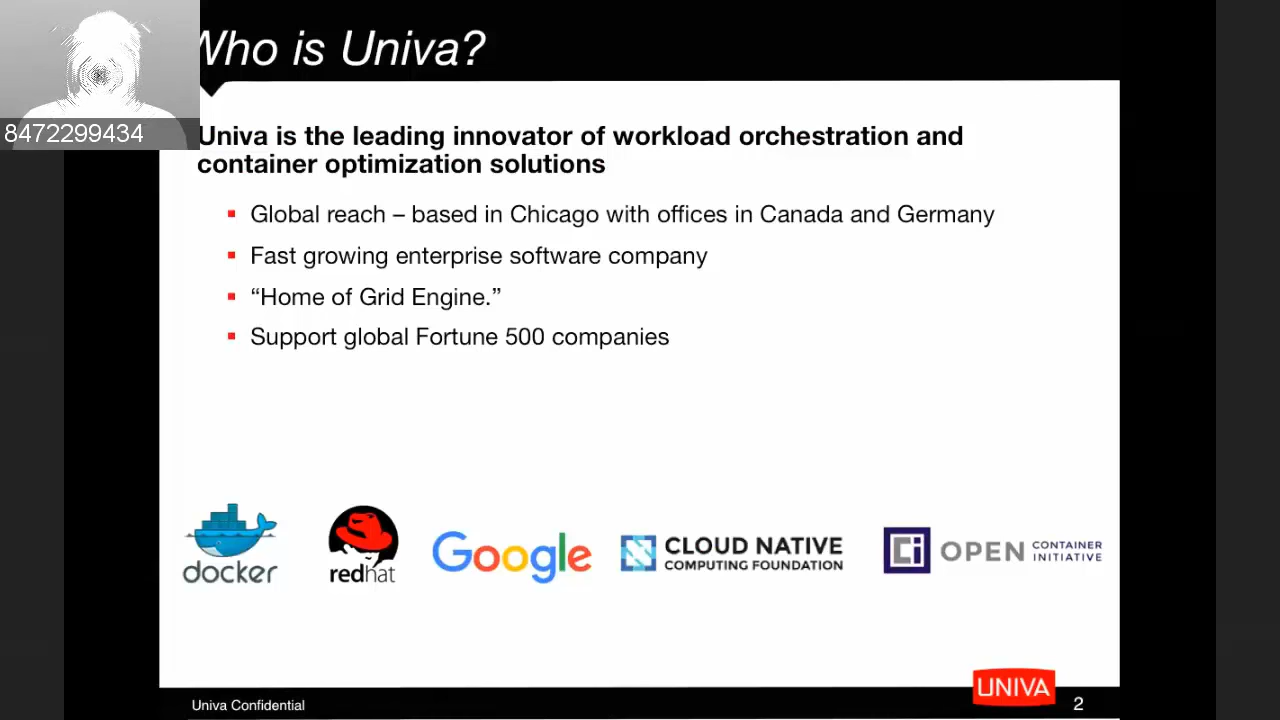 Who is Univa?
8472299434
Univa is the leading innovator of workload orchestration and
container optimization solutions
Global reach – based in Chicago with offices in Canada and Germany
Fast growing enterprise software company
“Home of Grid Engine.”
Support global Fortune 500 companies
docker
redhat
Google
CLOUD NATIVE
COMPUTING FOUNDATION
Ci OPEN CONTAINER
INITIATIVE
Univa Confidential
UNIVA
2